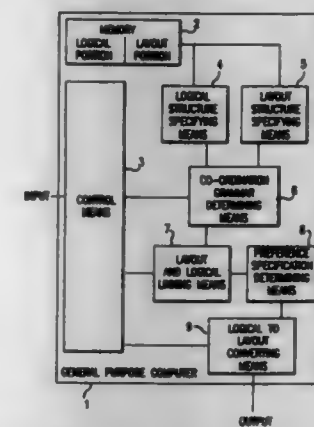 MEMORY
LOGICAL PORTION
LAYOUT PORTION
2
4
5
LOGICAL STRUCTURE SPECIFYING MEANS
LAYOUT STRUCTURE SPECIFYING MEANS
3
INPUT
CONTROL MEANS
CO-ORDINATION GRAMMAR DETERMINING MEANS
6
7
8
LAYOUT AND LOGICAL LINKING MEANS
PREFERENCE SPECIFICATION DETERMINING MEANS
9
LOGICAL TO LAYOUT CONVERTING MEANS
GENERAL PURPOSE COMPUTER
1
OUTPUT